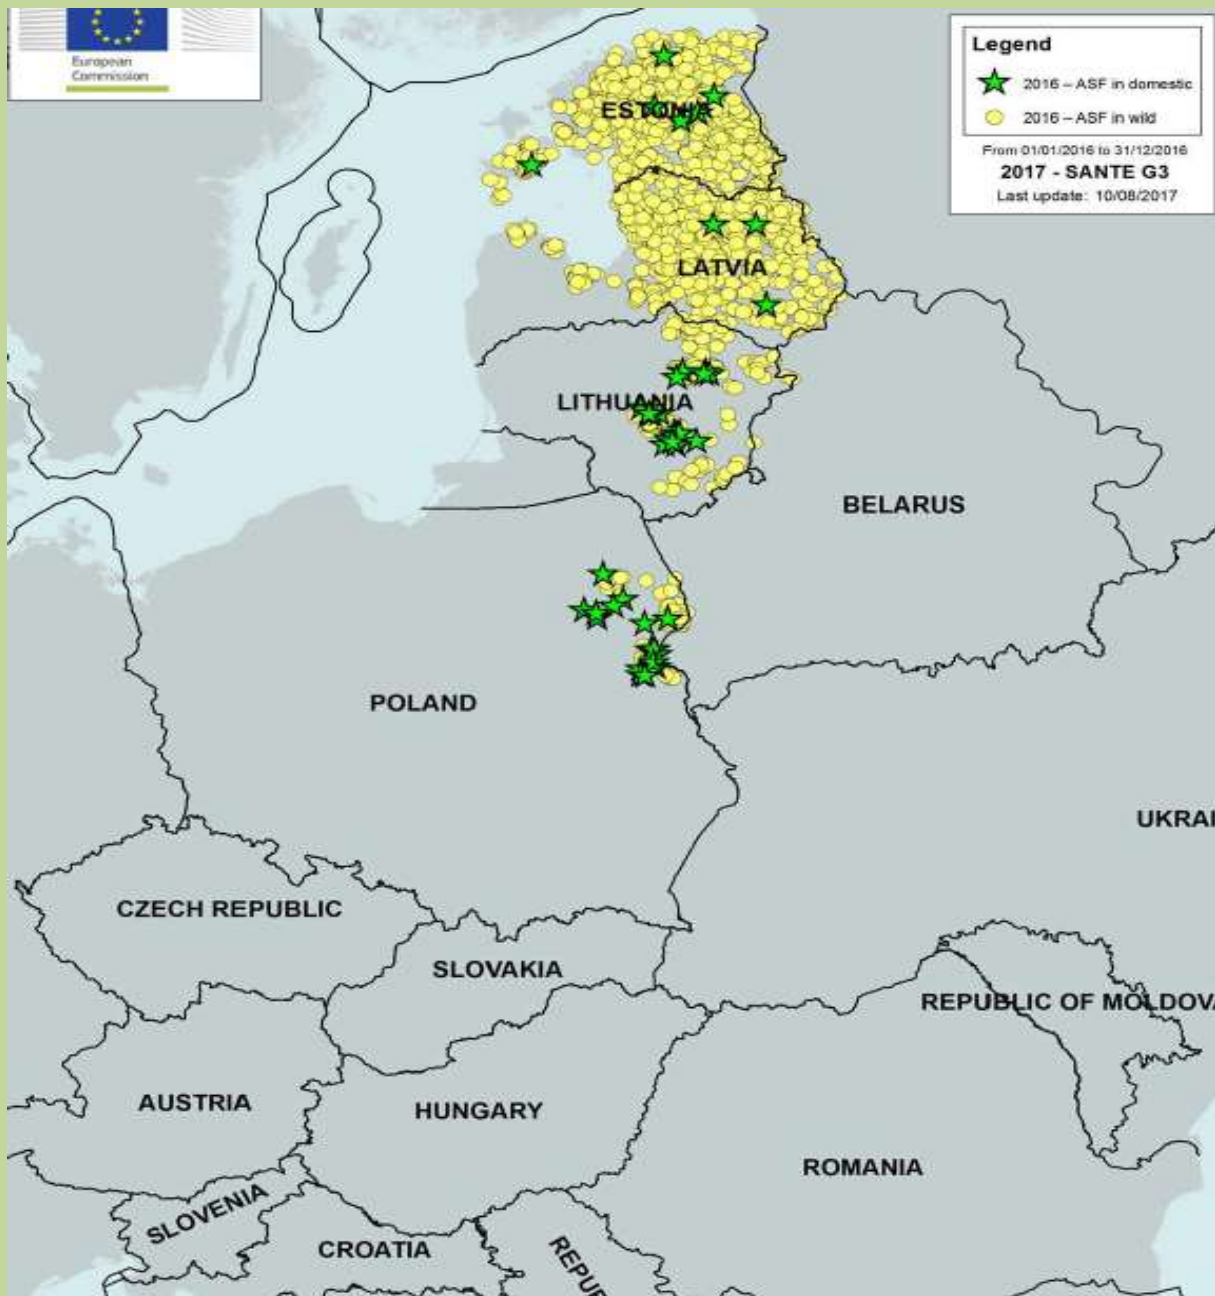 European
Commission
Legend
2016 – ASF in domestic
2016 – ASF in wild
From 01/01/2016 to 31/12/2016
2017 - SANTE G3
Last update: 10/08/2017
ESTONIA
LATVIA
LITHUANIA
BELARUS
POLAND
UKRAI
CZECH REPUBLIC
SLOVAKIA
REPUBLIC OF MOLDOVA
AUSTRIA
HUNGARY
ROMANIA
SLOVENIA
CROATIA
REPUB